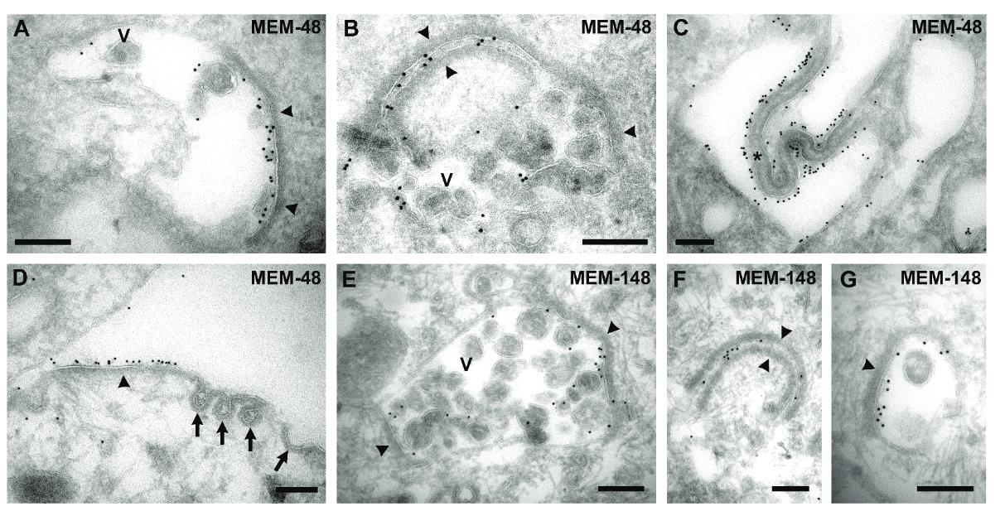 A MEM-48
V
B MEM-48
V
C MEM-48
*
D MEM-48
E MEM-148
V
F MEM-148
G MEM-148